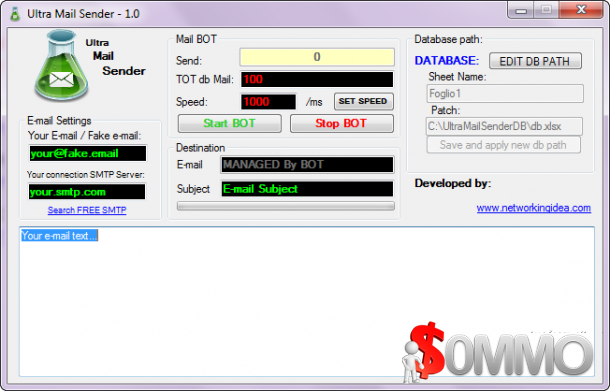 Ultra Mail Sender - 1.0
Ultra
Mail
Sender
E-mail Settings
Your E-mail / Fake e-mail:
your@fake.email
Your connection SMTP Server:
your.smtp.com
Search FREE SMTP
Mail BOT
Send:
0
TOT db Mail:
100
Speed:
1000
/ms
SET SPEED
Start BOT
Stop BOT
Destination
E-mail
MANAGED By BOT
Subject
E-mail Subject
Database path:
DATABASE:
EDIT DB PATH
Sheet Name:
Foglio1
Patch:
C:\UltraMailSenderDB\db.xlsx
Save and apply new db path
Developed by:
www.networkingidea.com
Your e-mail text...
$OMMO